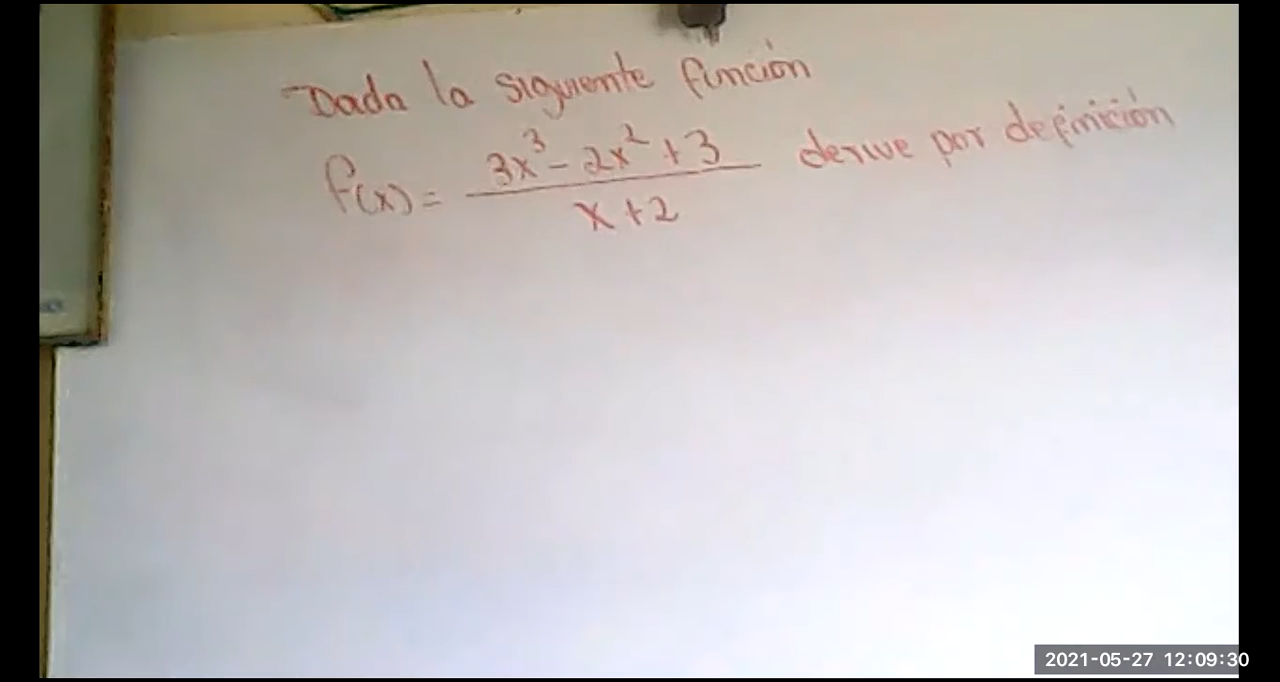 -Dada la siguiente función
f(x) = 3x³ - 2x² + 3 / x + 2 derive por definición
2021-05-27 12:09:30